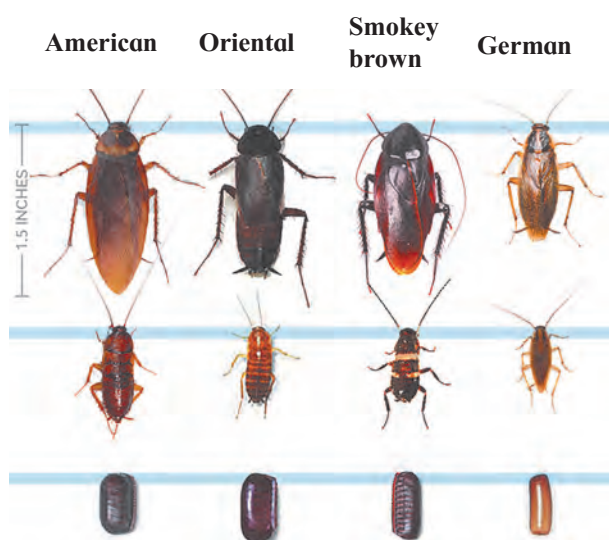 American
Oriental
Smokey
brown
German
1.5 INCHES